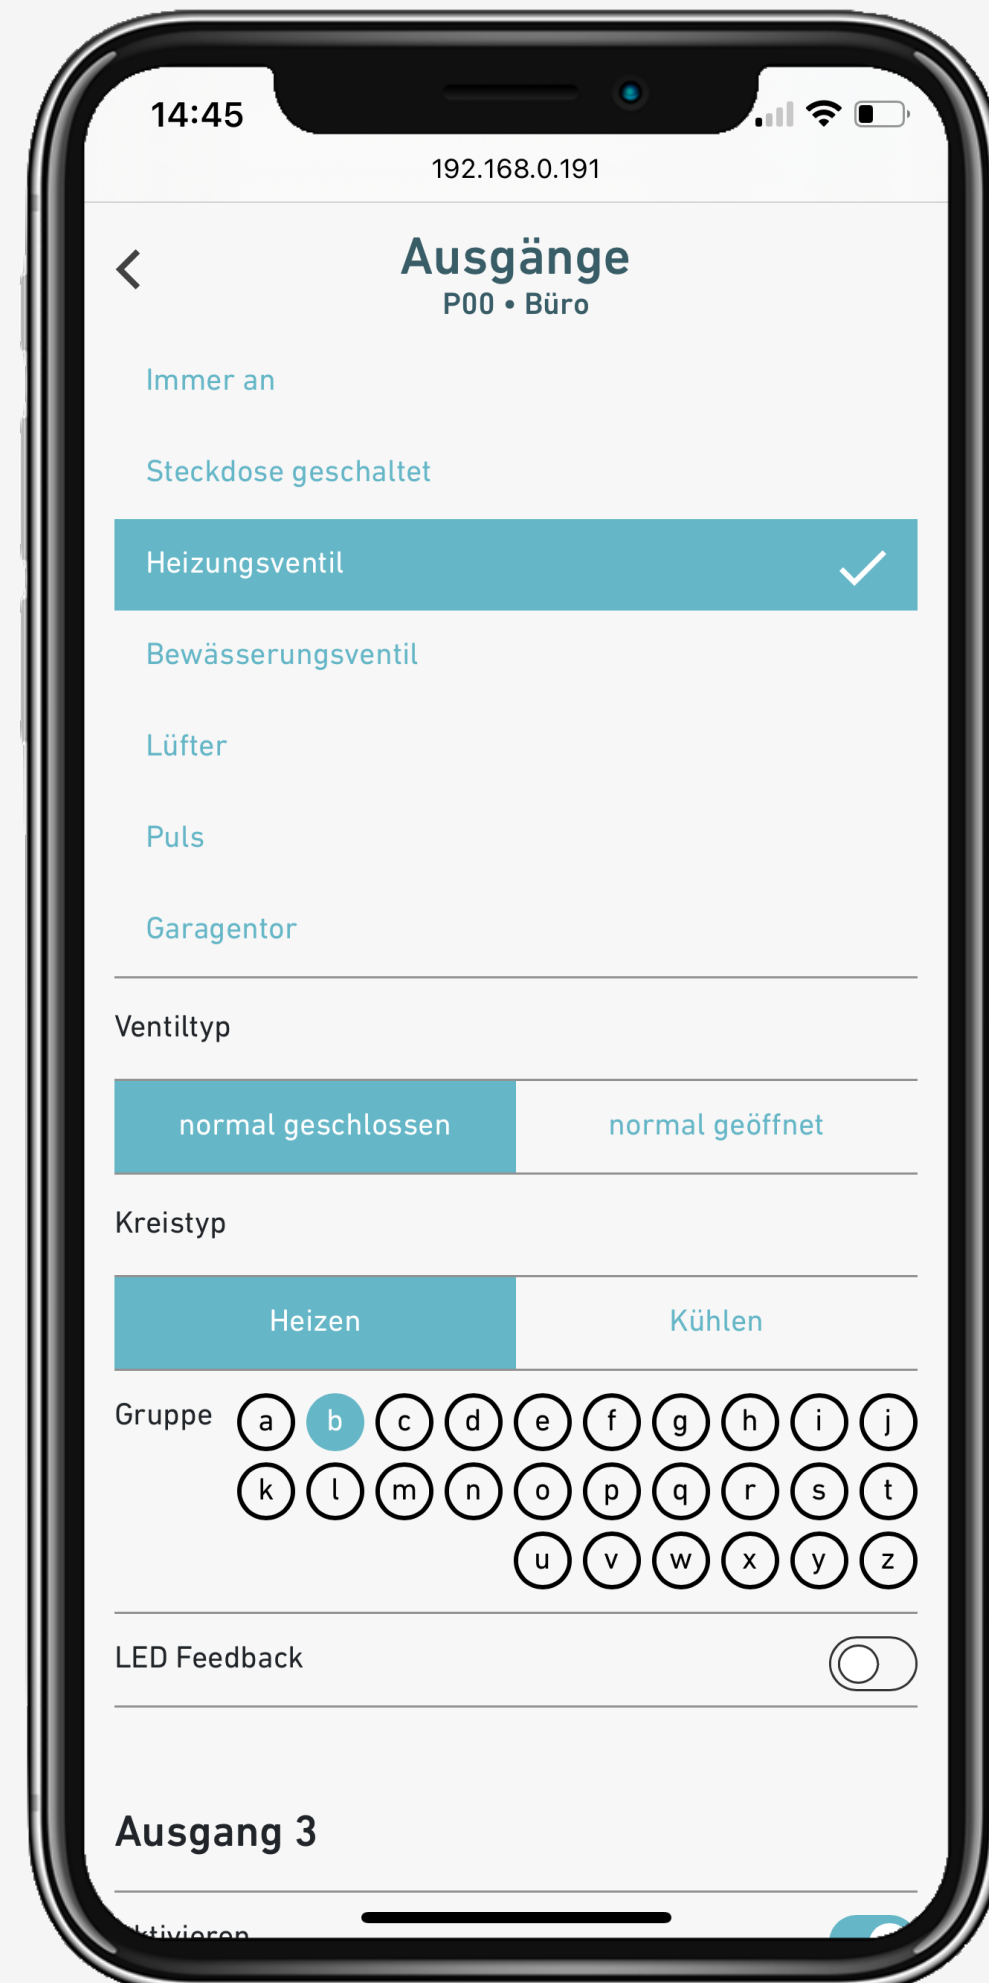 14:45
192.168.0.191
Ausgänge
P00 • Büro
Immer an
Steckdose geschaltet
Heizungsventil
Bewässerungsventil
Lüfter
Puls
Garagentor
Ventiltyp
normal geschlossen normal geöffnet
Kreistyp
Heizen Kühlen
Gruppe a b c d e f g h i j
k l m n o p q r s t
u v w x y z
LED Feedback
Ausgang 3